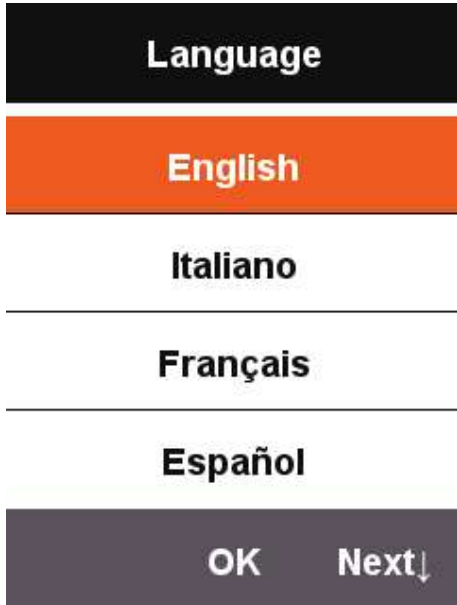 Language
English
Italiano
Français
Español
OK Next↓